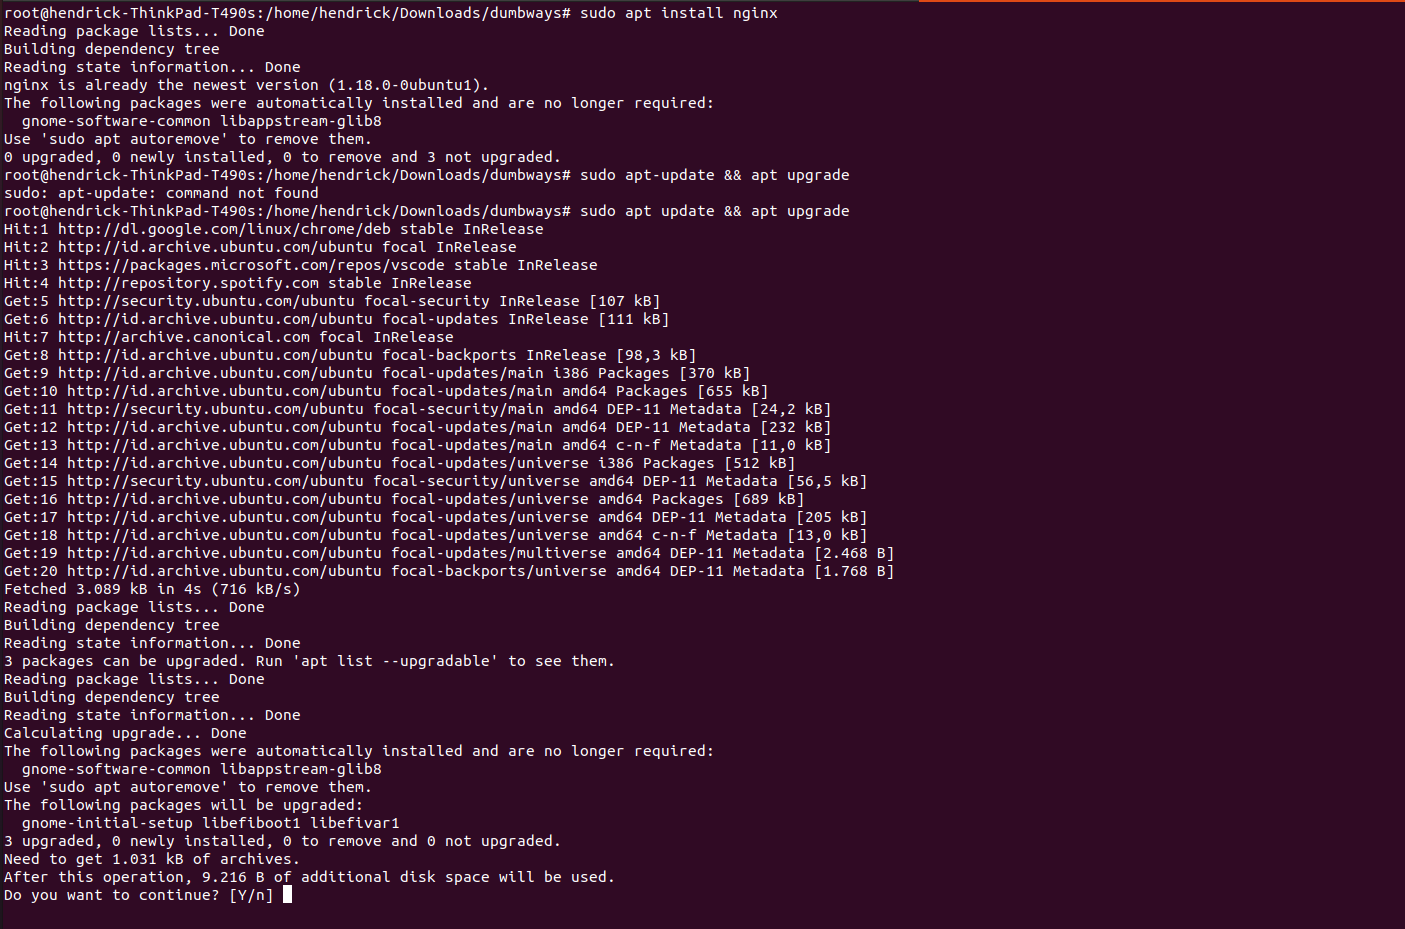 root@hendrick-ThinkPad-T490s:/home/hendrick/Downloads/dumbways# sudo apt install nginx
Reading package lists... Done
Building dependency tree
Reading state information... Done
nginx is already the newest version (1.18.0-0ubuntu1).
The following packages were automatically installed and are no longer required:
  gnome-software-common libappstream-glib8
Use 'sudo apt autoremove' to remove them.
0 upgraded, 0 newly installed, 0 to remove and 3 not upgraded.
root@hendrick-ThinkPad-T490s:/home/hendrick/Downloads/dumbways# sudo apt-update && apt upgrade
sudo: apt-update: command not found
root@hendrick-ThinkPad-T490s:/home/hendrick/Downloads/dumbways# sudo apt update && apt upgrade
Hit:1 http://dl.google.com/linux/chrome/deb stable InRelease
Hit:2 http://id.archive.ubuntu.com/ubuntu focal InRelease
Hit:3 https://packages.microsoft.com/repos/vscode stable InRelease
Hit:4 http://repository.spotify.com stable InRelease
Get:5 http://security.ubuntu.com/ubuntu focal-security InRelease [107 kB]
Get:6 http://id.archive.ubuntu.com/ubuntu focal-updates InRelease [111 kB]
Hit:7 http://archive.canonical.com focal InRelease
Get:8 http://id.archive.ubuntu.com/ubuntu focal-backports InRelease [98,3 kB]
Get:9 http://id.archive.ubuntu.com/ubuntu focal-updates/main i386 Packages [370 kB]
Get:10 http://id.archive.ubuntu.com/ubuntu focal-updates/main amd64 Packages [655 kB]
Get:11 http://security.ubuntu.com/ubuntu focal-security/main amd64 DEP-11 Metadata [24,2 kB]
Get:12 http://id.archive.ubuntu.com/ubuntu focal-updates/main amd64 DEP-11 Metadata [232 kB]
Get:13 http://id.archive.ubuntu.com/ubuntu focal-updates/main amd64 c-n-f Metadata [11,0 kB]
Get:14 http://id.archive.ubuntu.com/ubuntu focal-updates/universe i386 Packages [512 kB]
Get:15 http://security.ubuntu.com/ubuntu focal-security/universe amd64 DEP-11 Metadata [56,5 kB]
Get:16 http://id.archive.ubuntu.com/ubuntu focal-updates/universe amd64 Packages [689 kB]
Get:17 http://id.archive.ubuntu.com/ubuntu focal-updates/universe amd64 DEP-11 Metadata [205 kB]
Get:18 http://id.archive.ubuntu.com/ubuntu focal-updates/universe amd64 c-n-f Metadata [13,0 kB]
Get:19 http://id.archive.ubuntu.com/ubuntu focal-updates/multiverse amd64 DEP-11 Metadata [2.468 B]
Get:20 http://id.archive.ubuntu.com/ubuntu focal-backports/universe amd64 DEP-11 Metadata [1.768 B]
Fetched 3.089 kB in 4s (716 kB/s)
Reading package lists... Done
Building dependency tree
Reading state information... Done
3 packages can be upgraded. Run 'apt list --upgradable' to see them.
Reading package lists... Done
Building dependency tree
Reading state information... Done
Calculating upgrade... Done
The following packages were automatically installed and are no longer required:
  gnome-software-common libappstream-glib8
Use 'sudo apt autoremove' to remove them.
The following packages will be upgraded:
  gnome-initial-setup libefiboot1 libefivar1
3 upgraded, 0 newly installed, 0 to remove and 0 not upgraded.
Need to get 1.031 kB of archives.
After this operation, 9.216 B of additional disk space will be used.
Do you want to continue? [Y/n]